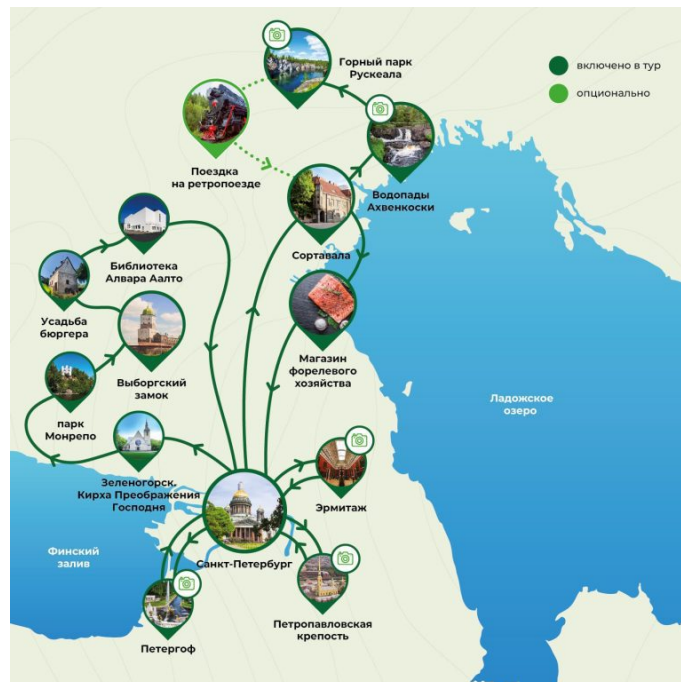 Горный парк
Рускеала
включено в тур
опционально
Поездка
на ретропоезде
Водопады
Ахвенкоски
Сортавала
Библиотека
Алвара Аалто
Усадьба
бюргера
Выборгский
замок
Магазин
форелевого
хозяйства
парк
Монрепо
Ладожское
озеро
Зеленогорск.
Кирха Преображения
Господня
Эрмитаж
Финский
залив
Санкт-Петербург
Петропавловская
крепость
Петергоф